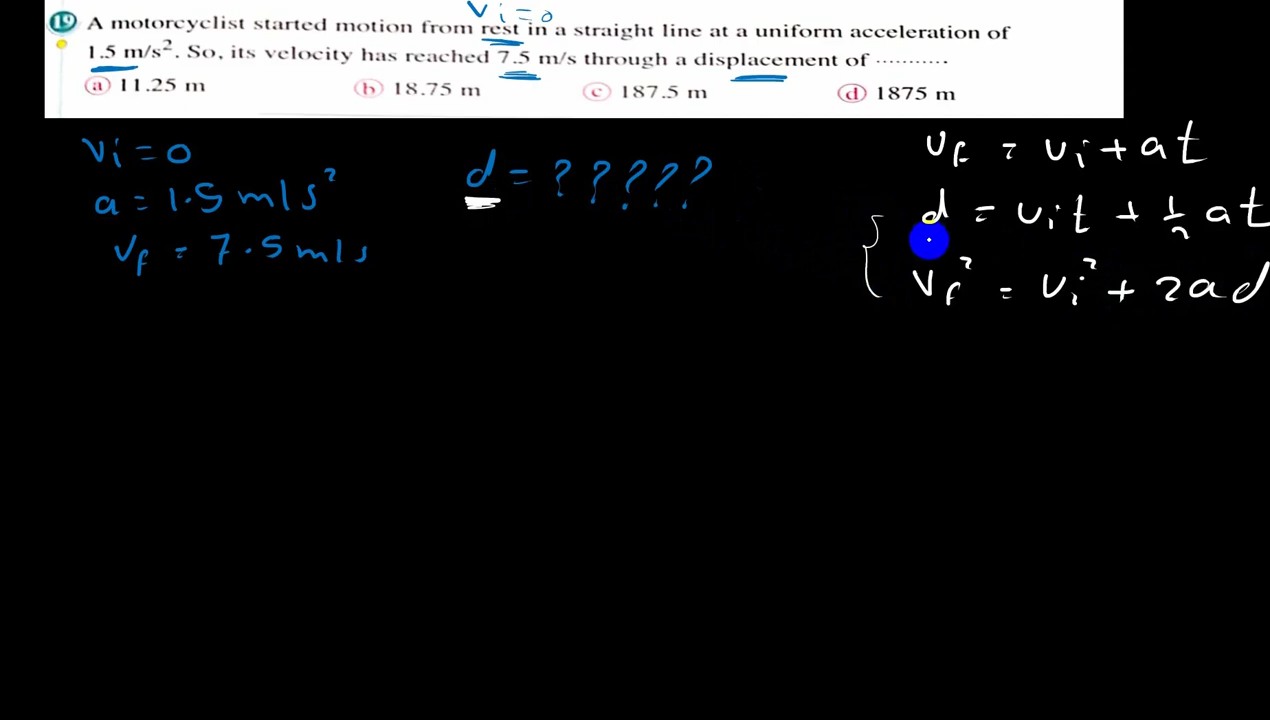 vi = 0
19 A motorcyclist started motion from rest in a straight line at a uniform acceleration of
1.5 m/s². So, its velocity has reached 7.5 m/s through a displacement of ..........
a 11.25 m b 18.75 m c 187.5 m d 1875 m
vi = 0
a = 1.5 m/s²
vf = 7.5 m/s
d = ?????
vf = vi + at
d = vit + ½ at
vf² = vi² + 2ad